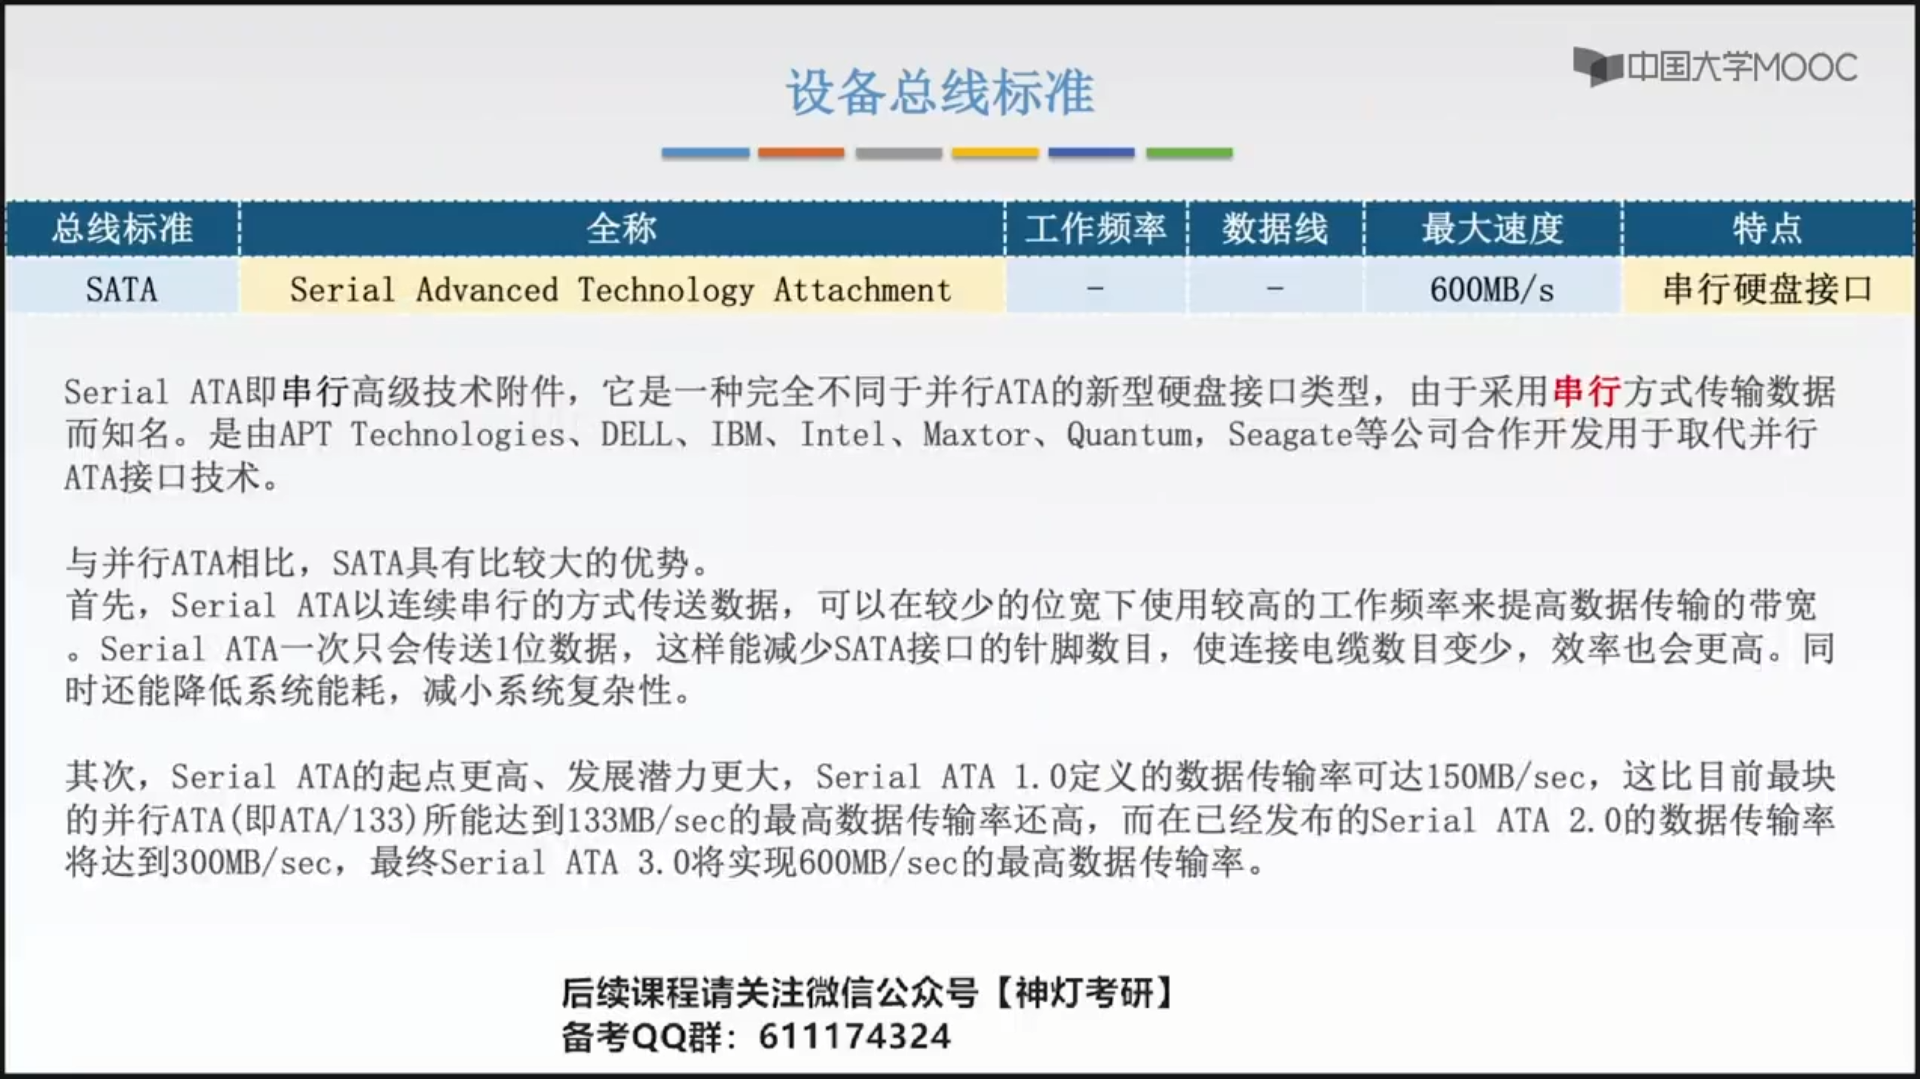 中国大学MOOC
设备总线标准
总线标准 全称 工作频率 数据线 最大速度 特点
SATA Serial Advanced Technology Attachment - - 600MB/s 串行硬盘接口
Serial ATA即串行高级技术附件，它是一种完全不同于并行ATA的新型硬盘接口类型，由于采用串行方式传输数据
而知名。是由APT Technologies、DELL、IBM、Intel、Maxtor、Quantum，Seagate等公司合作开发用于取代并行
ATA接口技术。
与并行ATA相比，SATA具有比较大的优势。
首先，Serial ATA以连续串行的方式传送数据，可以在较少的位宽下使用较高的工作频率来提高数据传输的带宽
。Serial ATA一次只会传送1位数据，这样能减少SATA接口的针脚数目，使连接电缆数目变少，效率也会更高。同
时还能降低系统能耗，减小系统复杂性。
其次，Serial ATA的起点更高、发展潜力更大，Serial ATA 1.0定义的数据传输率可达150MB/sec，这比目前最块
的并行ATA(即ATA/133)所能达到133MB/sec的最高数据传输率还高，而在已经发布的Serial ATA 2.0的数据传输率
将达到300MB/sec，最终Serial ATA 3.0将实现600MB/sec的最高数据传输率。
后续课程请关注微信公众号【神灯考研】
备考QQ群：611174324